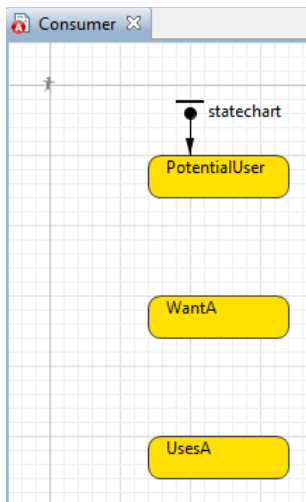 Consumer
statechart
PotentialUser
WantA
UsesA